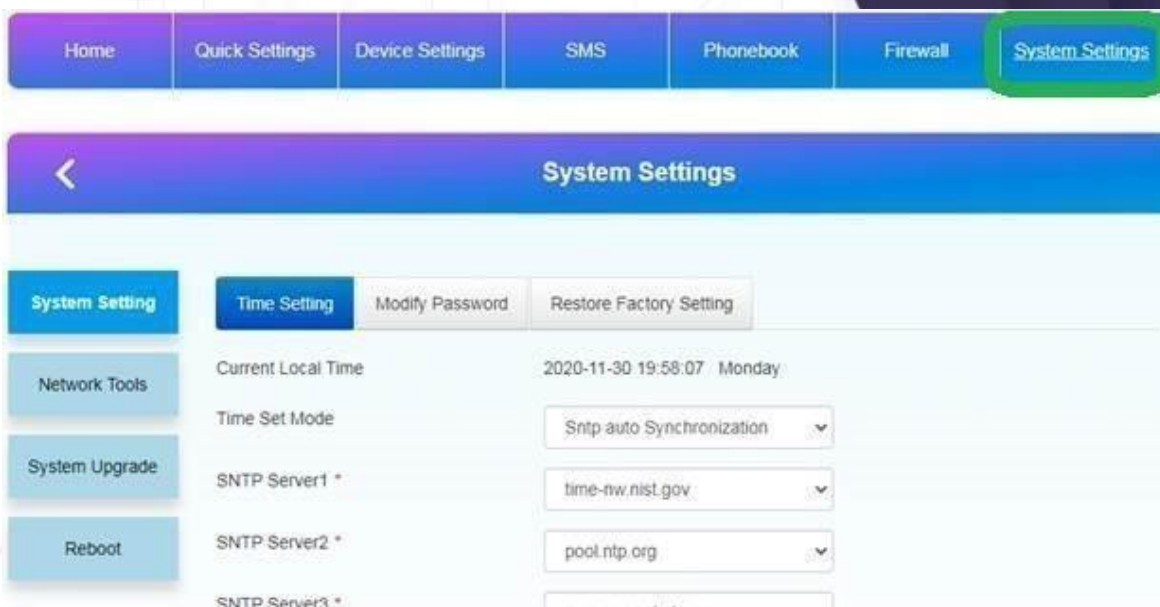 Home Quick Settings Device Settings SMS Phonebook Firewall System Settings
System Settings
System Setting
Network Tools
System Upgrade
Reboot
Time Setting Modify Password Restore Factory Setting
Current Local Time 2020-11-30 19:58:07 Monday
Time Set Mode Sntp auto Synchronization
SNTP Server1 * time-nw.nist.gov
SNTP Server2 * pool.ntp.org
SNTP Server3 *